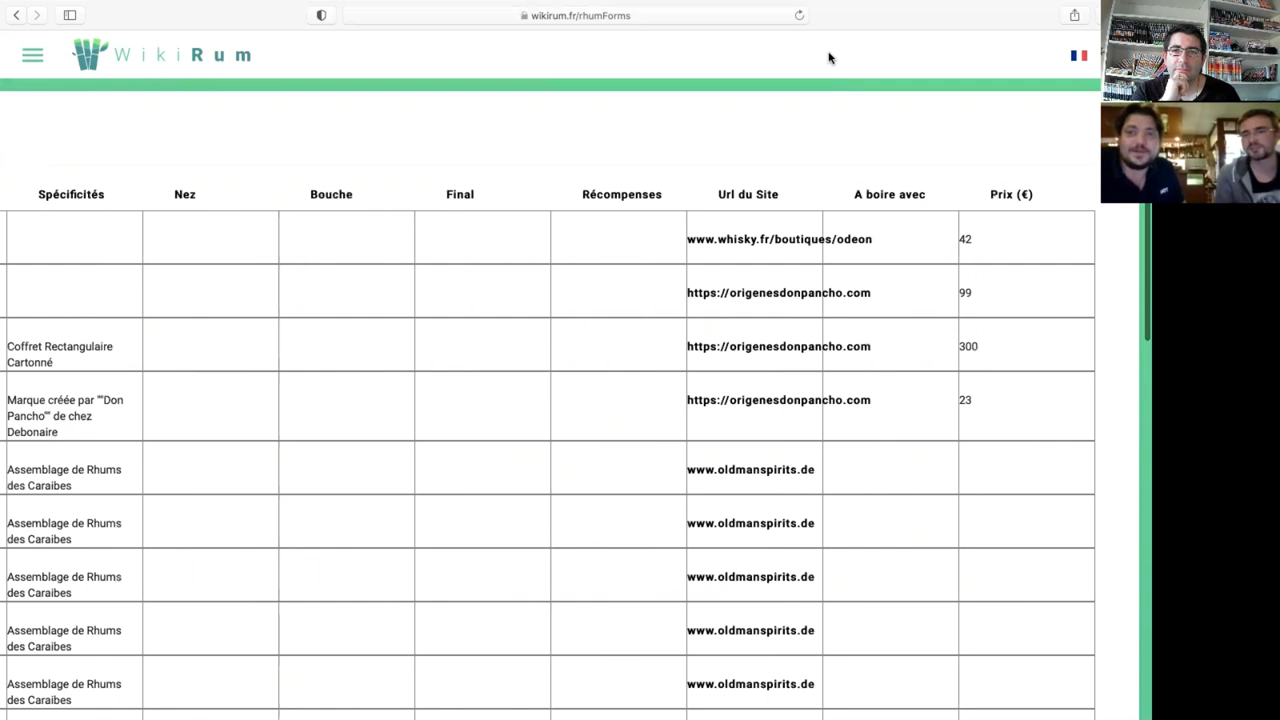 wikirum.fr/rhumForms
WikiRum
Spécificités Nez Bouche Final Récompenses Url du Site A boire avec Prix (€)
www.whisky.fr/boutiques/odeon 42
https://origenesdonpancho.com 99
Coffret Rectangulaire
Cartonné
https://origenesdonpancho.com 300
Marque créée par ""Don
Pancho"" de chez
Debonaire
https://origenesdonpancho.com 23
Assemblage de Rhums
des Caraibes
www.oldmanspirits.de
Assemblage de Rhums
des Caraibes
www.oldmanspirits.de
Assemblage de Rhums
des Caraibes
www.oldmanspirits.de
Assemblage de Rhums
des Caraibes
www.oldmanspirits.de
Assemblage de Rhums
des Caraibes
www.oldmanspirits.de